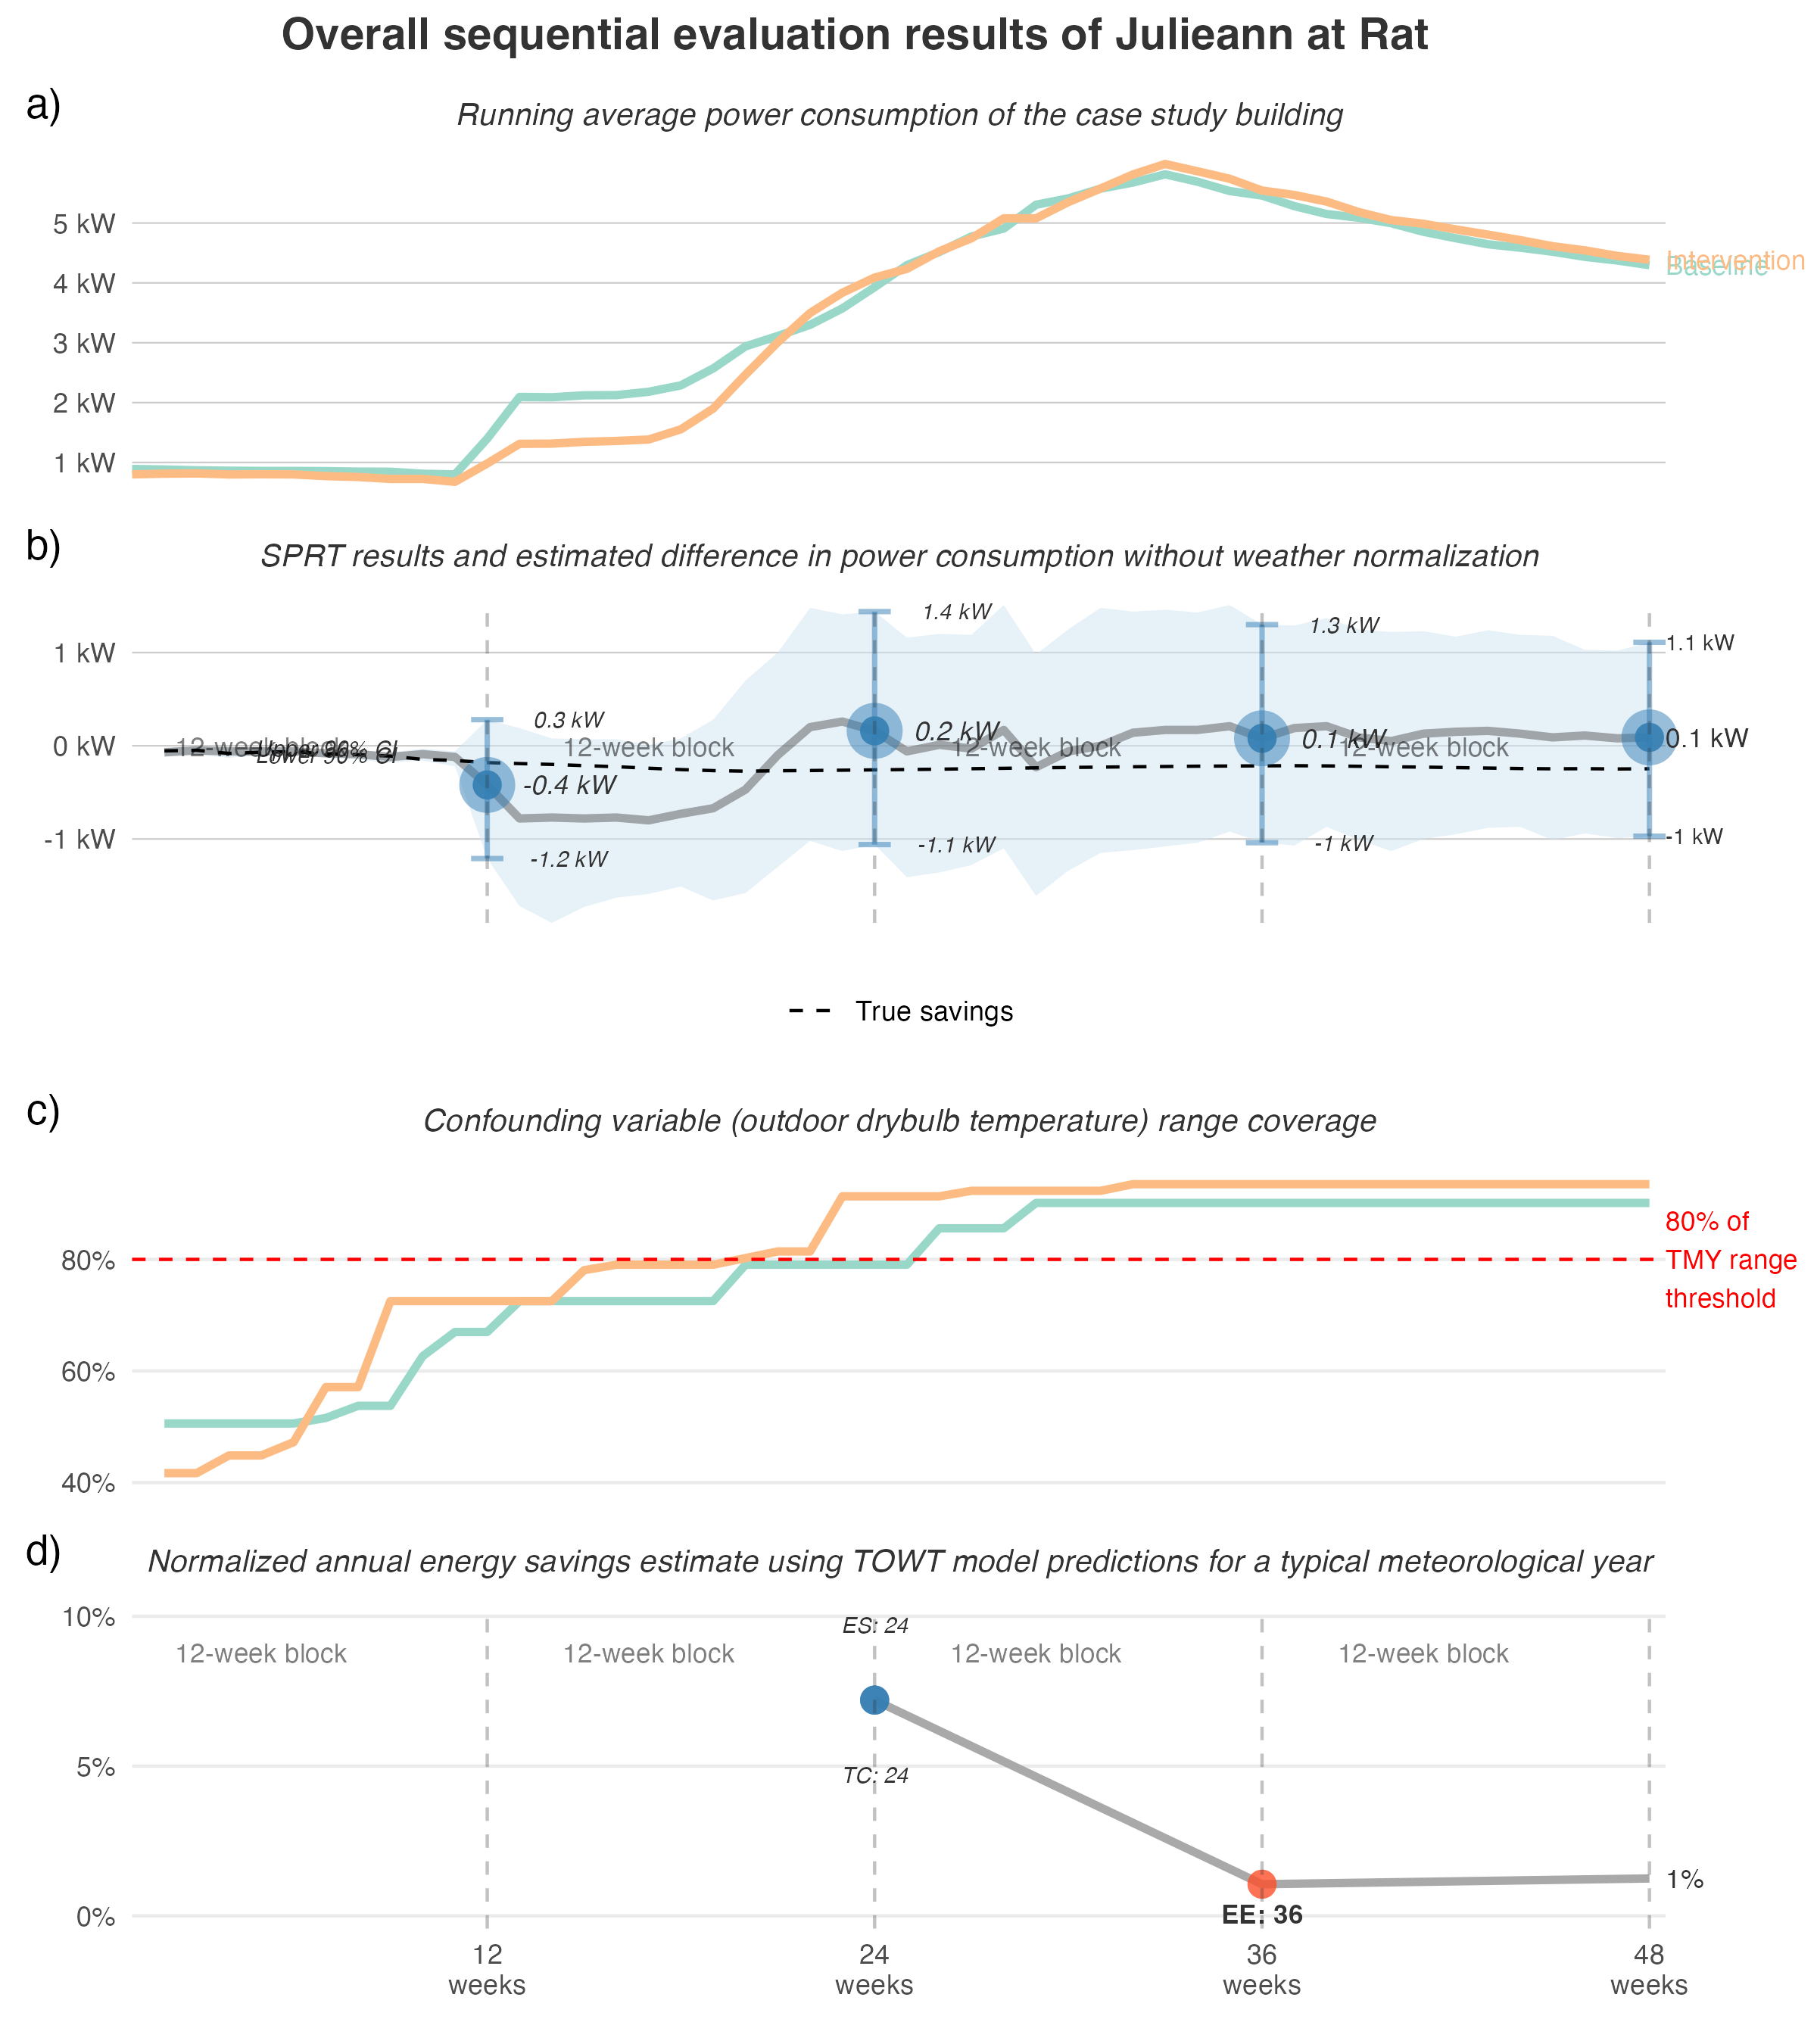 Overall sequential evaluation results of Julieann at Rat
a)
Running average power consumption of the case study building
5 kW
4 kW
3 kW
2 kW
1 kW
Intervention
Baseline
b)
SPRT results and estimated difference in power consumption without weather normalization
1 kW
0 kW
-1 kW
12-week block
12-week block
12-week block
12-week block
Upper 90% CI
Lower 90% CI
0.3 kW
-0.4 kW
-1.2 kW
1.4 kW
0.2 kW
-1.1 kW
1.3 kW
0.1 kW
-1 kW
1.1 kW
0.1 kW
-1 kW
True savings
c)
Confounding variable (outdoor drybulb temperature) range coverage
80%
60%
40%
80% of
TMY range
threshold
d)
Normalized annual energy savings estimate using TOWT model predictions for a typical meteorological year
10%
5%
0%
12-week block
12-week block
12-week block
12-week block
ES: 24
TC: 24
EE: 36
1%
12
weeks
24
weeks
36
weeks
48
weeks